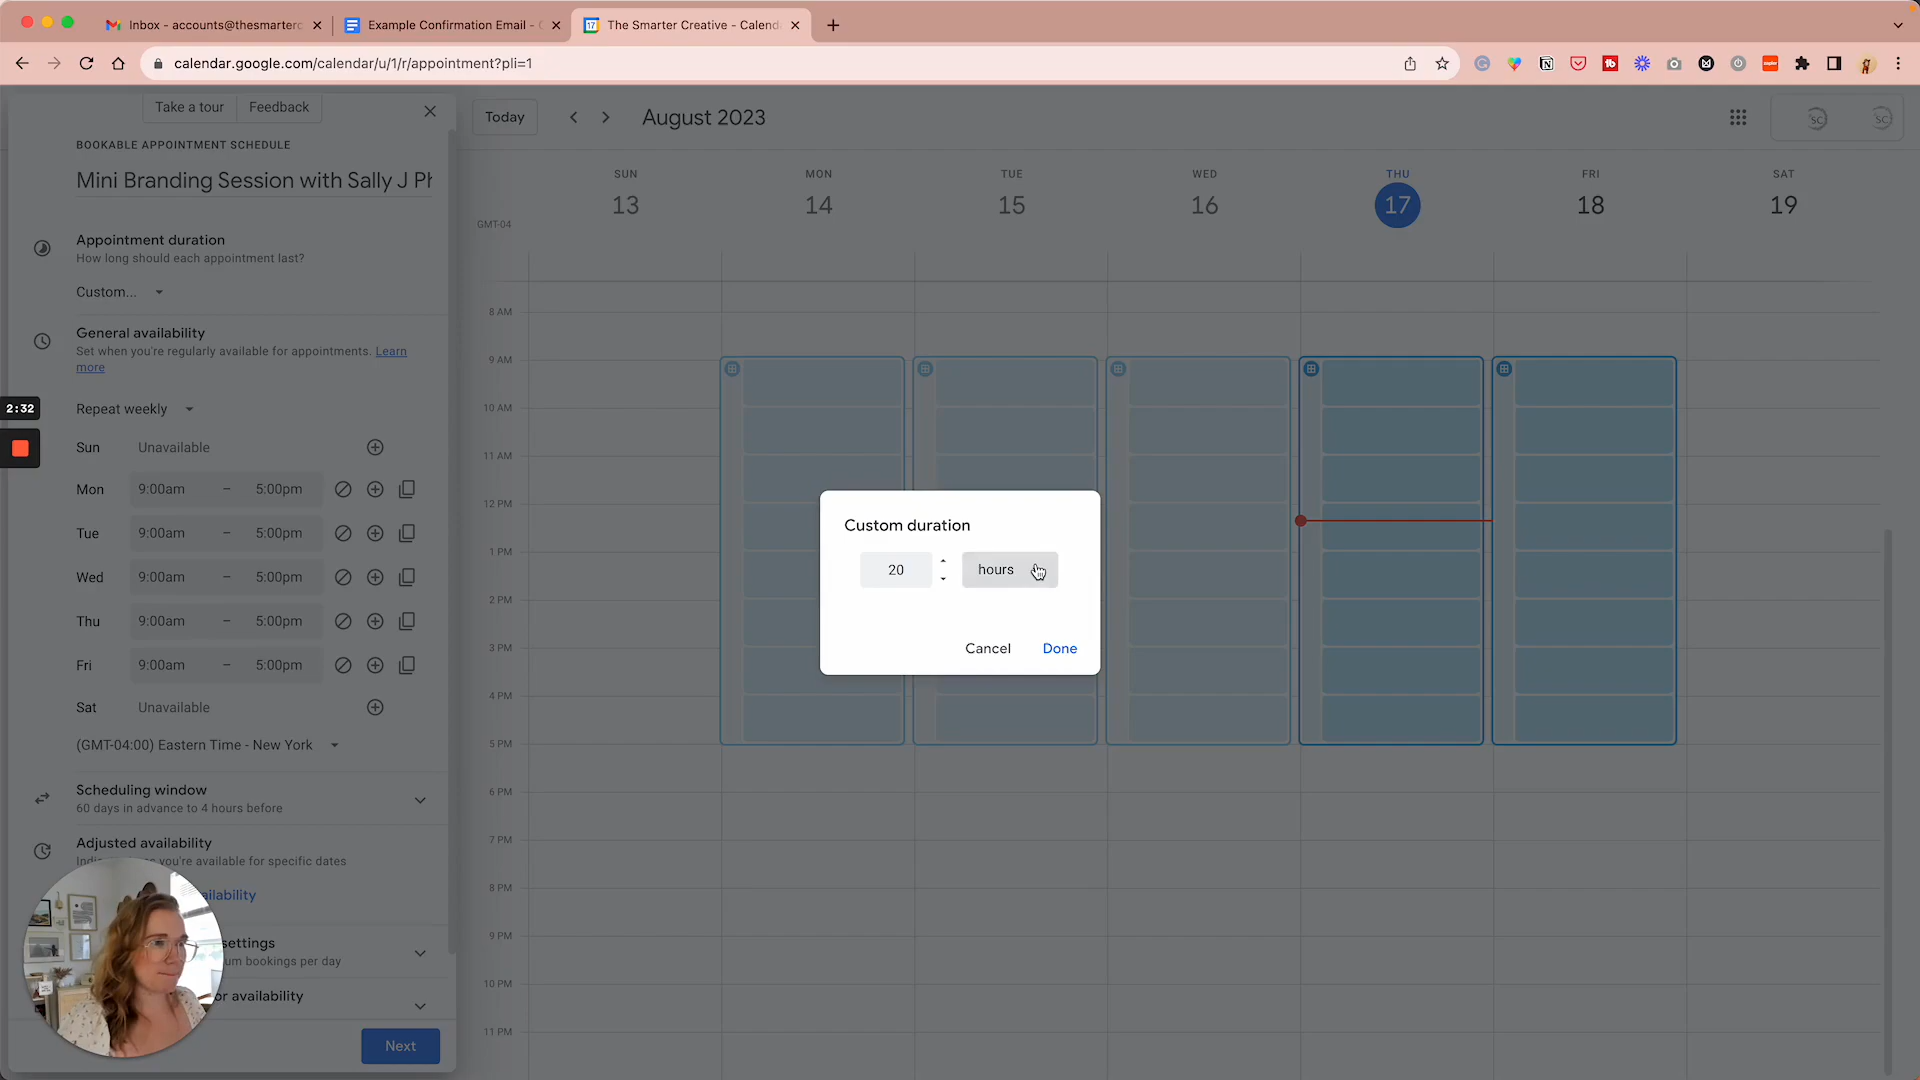 Inbox - accounts@thesmarterc
Example Confirmation Email - 
The Smarter Creative - Calenda
calendar.google.com/calendar/u/1/r/appointment?pli=1
Take a tour
Feedback
BOOKABLE APPOINTMENT SCHEDULE
Mini Branding Session with Sally J Ph
Appointment duration
How long should each appointment last?
Custom...
General availability
Set when you're regularly available for appointments. Learn
more
2:32
Repeat weekly
Sun Unavailable
Mon 9:00am – 5:00pm
Tue 9:00am – 5:00pm
Wed 9:00am – 5:00pm
Thu 9:00am – 5:00pm
Fri 9:00am – 5:00pm
Sat Unavailable
(GMT-04:00) Eastern Time - New York
Scheduling window
60 days in advance to 4 hours before
Adjusted availability
you're available for specific dates
settings
bookings per day
or availability
Next
Today
August 2023
SC
SC
GMT-04
SUN
13
MON
14
TUE
15
WED
16
THU
17
FRI
18
SAT
19
8 AM
9 AM
10 AM
11 AM
12 PM
1 PM
2 PM
3 PM
4 PM
5 PM
6 PM
7 PM
8 PM
9 PM
10 PM
11 PM
Custom duration
20
hours
Cancel
Done